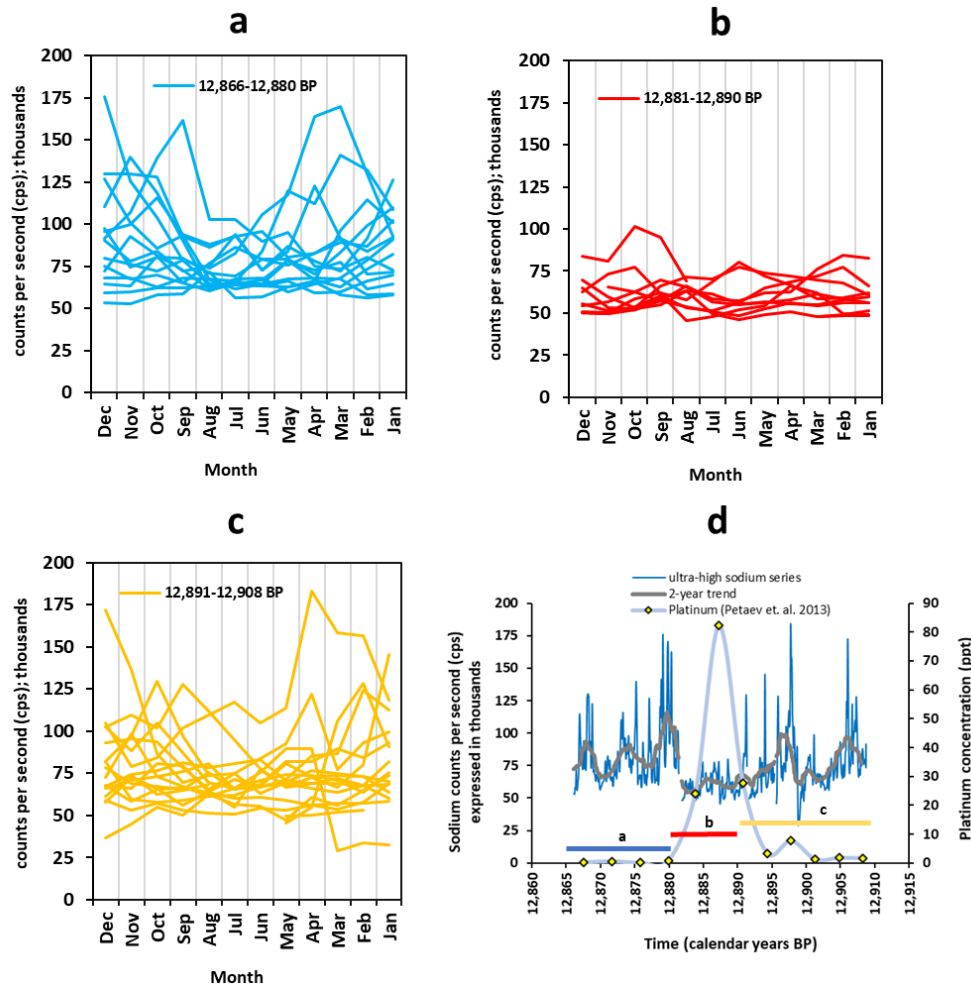 a
counts per second (cps); thousands
200
175
150
125
100
75
50
25
0
12,866-12,880 BP
Dec
Nov
Oct
Sep
Aug
Jul
Jun
May
Apr
Mar
Feb
Jan
Month
b
counts per second (cps); thousands
200
175
150
125
100
75
50
25
0
12,881-12,890 BP
Dec
Nov
Oct
Sep
Aug
Jul
Jun
May
Apr
Mar
Feb
Jan
Month
c
counts per second (cps); thousands
200
175
150
125
100
75
50
25
0
12,891-12,908 BP
Dec
Nov
Oct
Sep
Aug
Jul
Jun
May
Apr
Mar
Feb
Jan
Month
d
ultra-high sodium series
2-year trend
Platinum (Petaev et. al. 2013)
Sodium counts per second (cps)
expressed in thousands
200
175
150
125
100
75
50
25
0
a
b
c
90
80
70
60
50
40
30
20
10
0
Platinum concentration (ppt)
12,860
12,865
12,870
12,875
12,880
12,885
12,890
12,895
12,900
12,905
12,910
12,915
Time (calendar years BP)